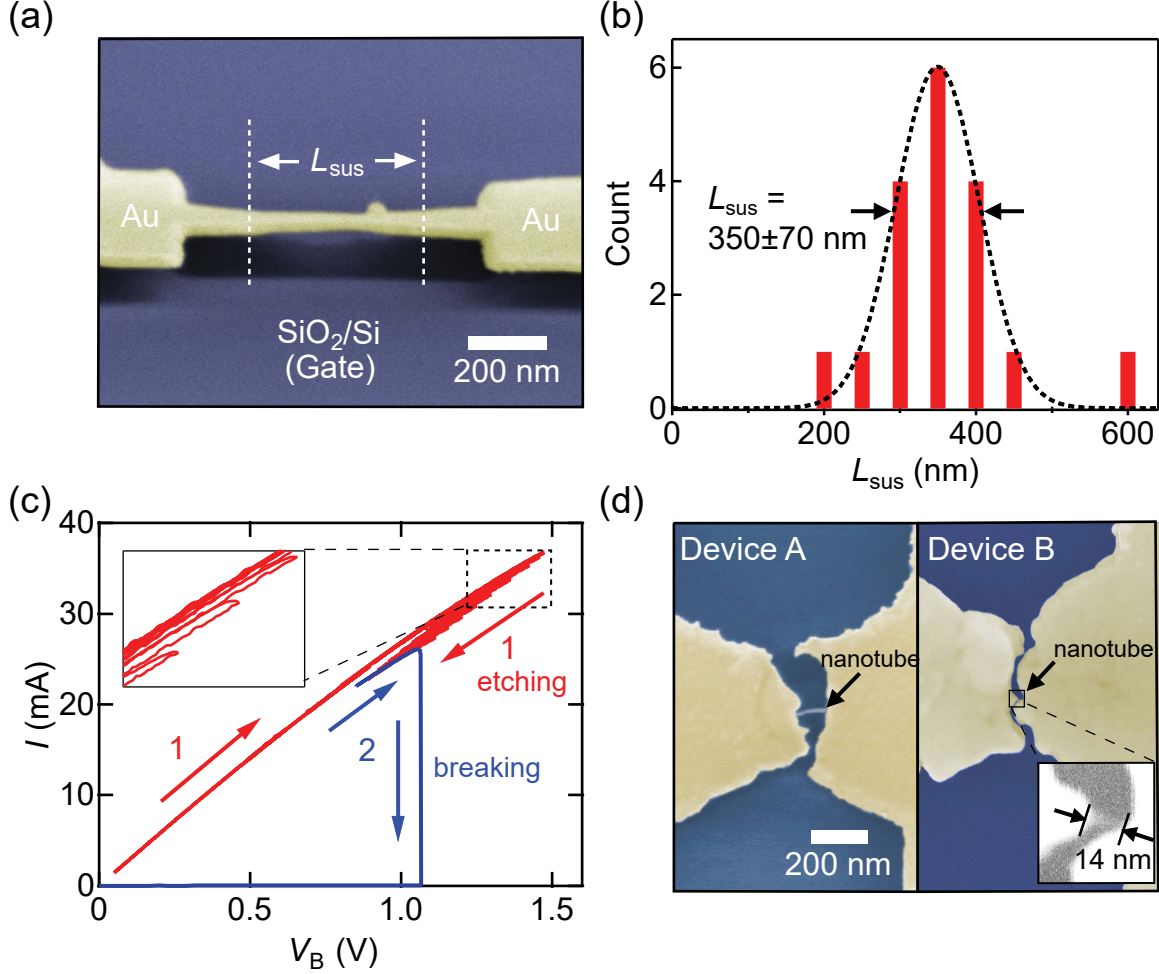 (a)
Au
L_sus
Au
SiO₂/Si
(Gate)
200 nm
(b)
Count
6
4
2
0
L_sus =
350±70 nm
0
200
400
600
L_sus (nm)
(c)
I (mA)
40
30
20
10
0
1
1
etching
2
breaking
0
0.5
1.0
1.5
V_B (V)
(d)
Device A
nanotube
200 nm
Device B
nanotube
14 nm